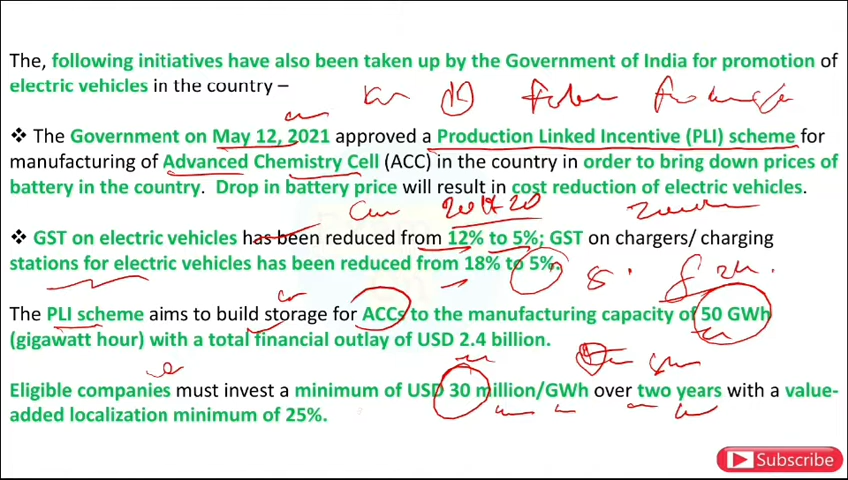 The, following initiatives have also been taken up by the Government of India for promotion of
electric vehicles in the country –
❖ The Government on May 12, 2021 approved a Production Linked Incentive (PLI) scheme for
manufacturing of Advanced Chemistry Cell (ACC) in the country in order to bring down prices of
battery in the country. Drop in battery price will result in cost reduction of electric vehicles.
❖ GST on electric vehicles has been reduced from 12% to 5%; GST on chargers/ charging
stations for electric vehicles has been reduced from 18% to 5%.
The PLI scheme aims to build storage for ACCs to the manufacturing capacity of 50 GWh
(gigawatt hour) with a total financial outlay of USD 2.4 billion.
Eligible companies must invest a minimum of USD 30 million/GWh over two years with a value-
added localization minimum of 25%.
Subscribe